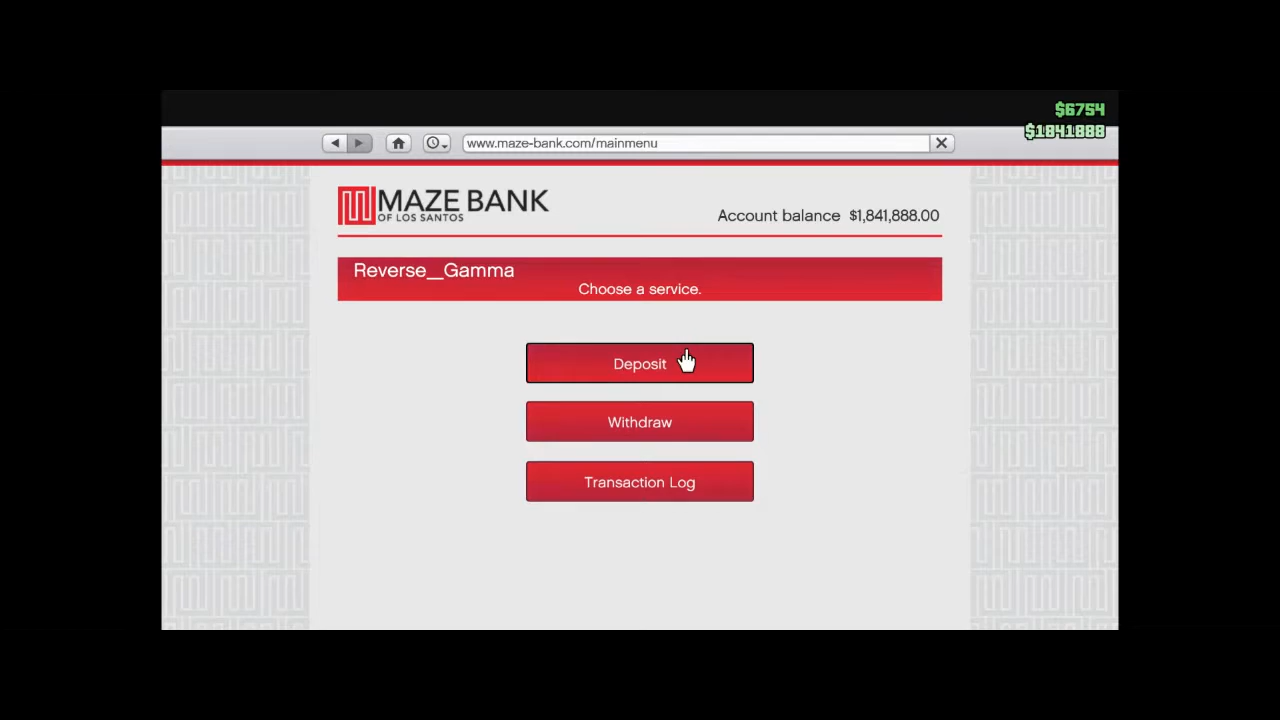 $6754
$1841888
www.maze-bank.com/mainmenu
MAZE BANK
OF LOS SANTOS
Account balance $1,841,888.00
Reverse__Gamma
Choose a service.
Deposit
Withdraw
Transaction Log